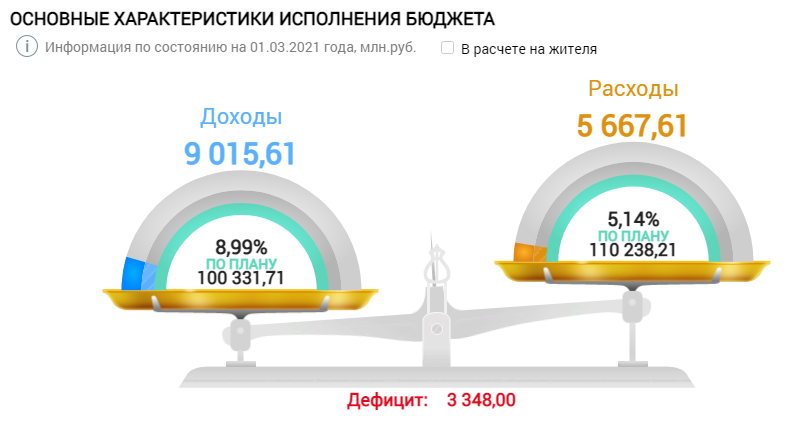 ОСНОВНЫЕ ХАРАКТЕРИСТИКИ ИСПОЛНЕНИЯ БЮДЖЕТА
i Информация по состоянию на 01.03.2021 года, млн.руб. В расчете на жителя
Расходы
5 667,61
Доходы
9 015,61
8,99%
ПО ПЛАНУ
100 331,71
5,14%
ПО ПЛАНУ
110 238,21
Дефицит: 3 348,00